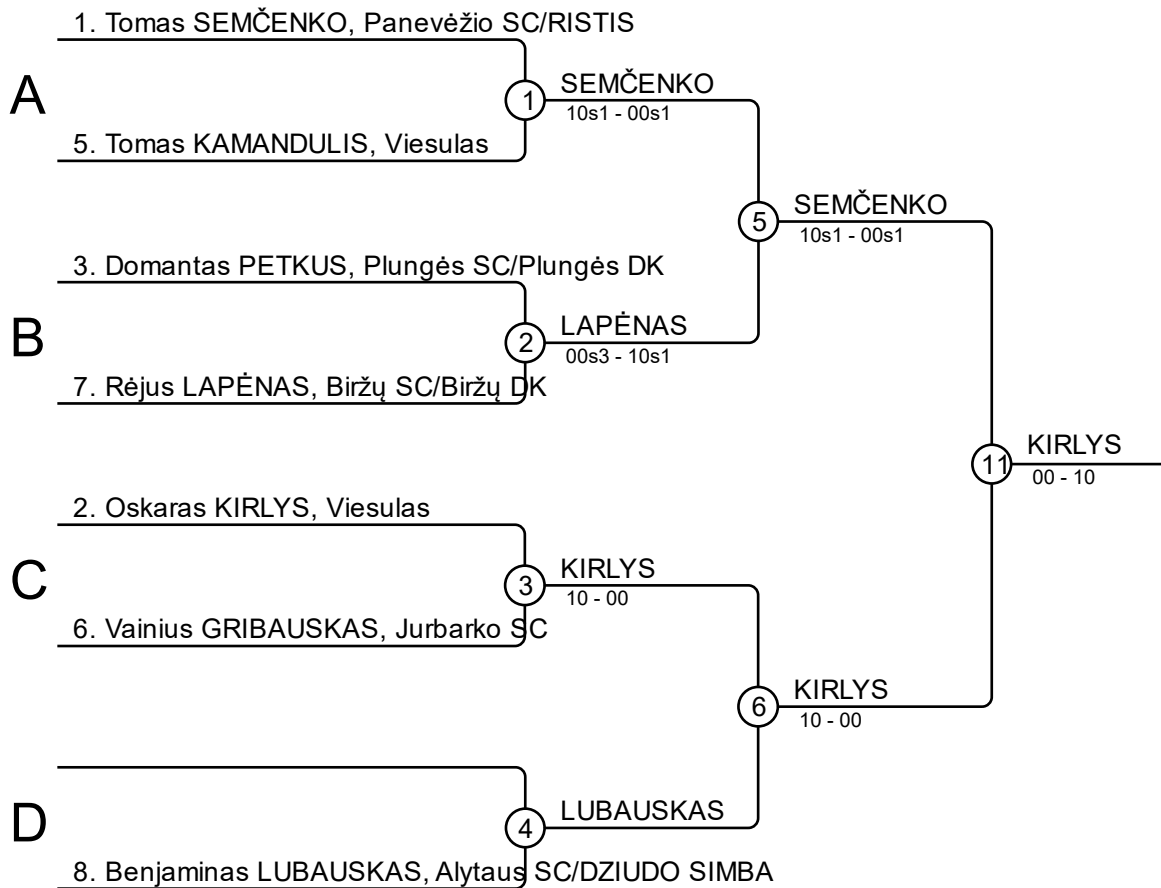 1. Tomas SEMČENKO, Panevėžio SC/RISTIS
A
1
SEMČENKO
10s1 - 00s1
5. Tomas KAMANDULIS, Viesulas
5
SEMČENKO
10s1 - 00s1
3. Domantas PETKUS, Plungės SC/Plungės DK
B
2
LAPĖNAS
00s3 - 10s1
7. Rėjus LAPĖNAS, Biržų SC/Biržų DK
11
KIRLYS
00 - 10
2. Oskaras KIRLYS, Viesulas
C
3
KIRLYS
10 - 00
6. Vainius GRIBAUSKAS, Jurbarko SC
6
KIRLYS
10 - 00
D
4
LUBAUSKAS
8. Benjaminas LUBAUSKAS, Alytaus SC/DZIUDO SIMBA